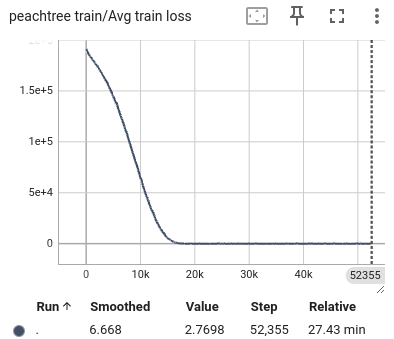 peachtree train/Avg train loss
1.5e+5
1e+5
5e+4
0
0 10k 20k 30k 40k 52355
Run ↑ Smoothed Value Step Relative
. 6.668 2.7698 52,355 27.43 min